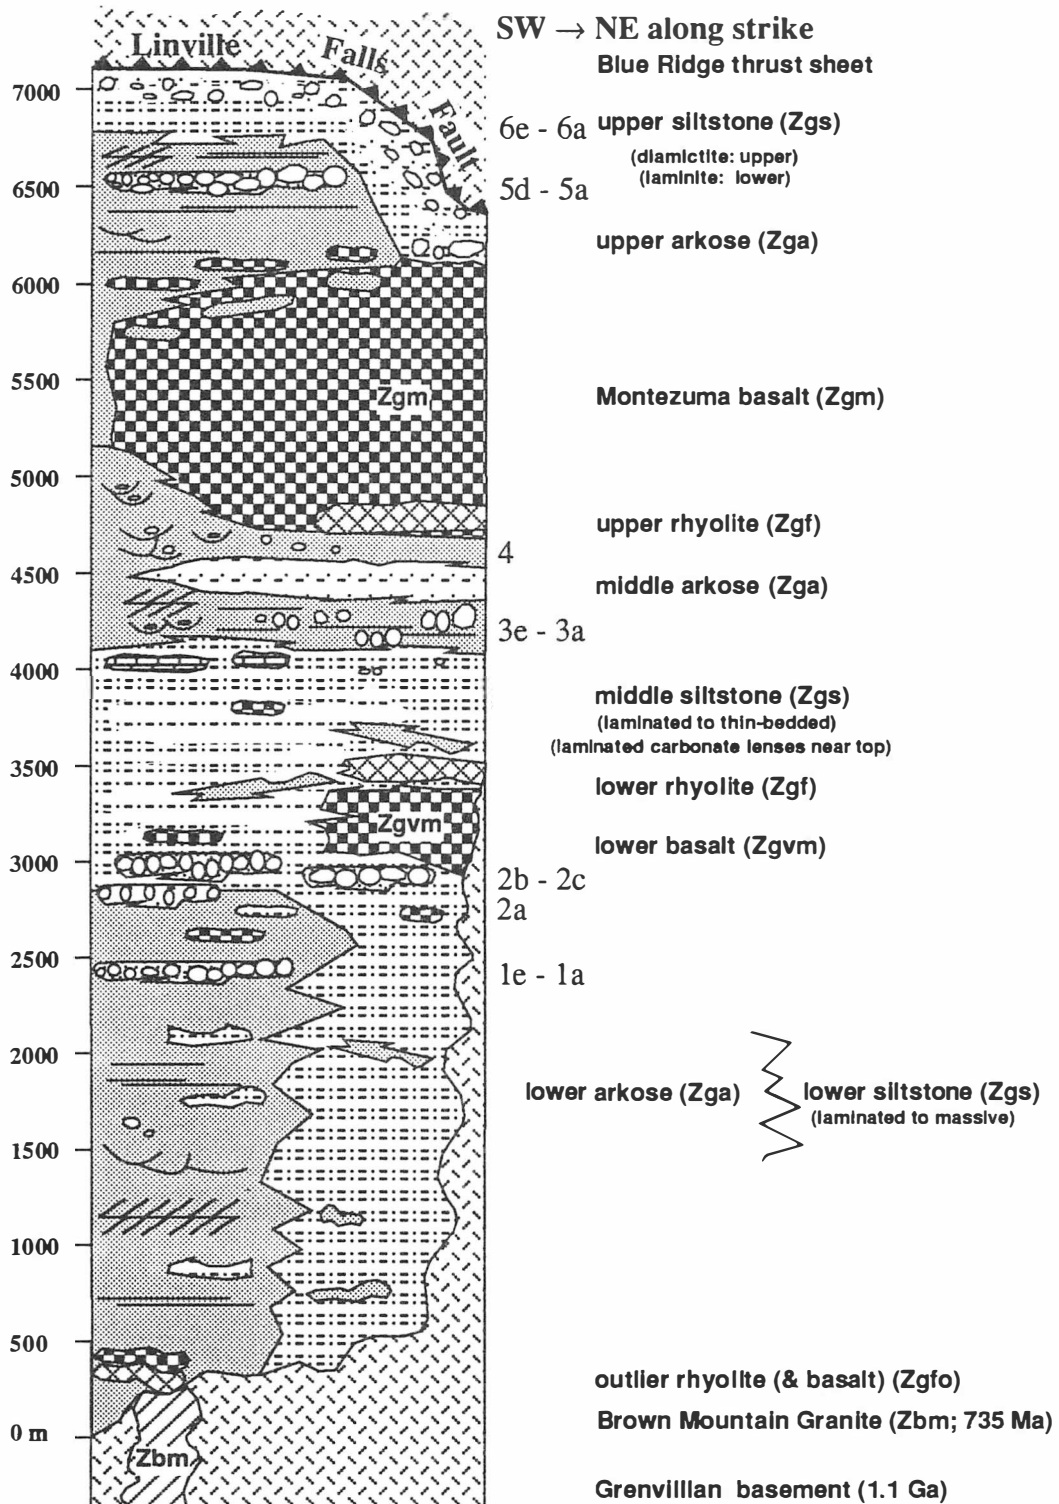 SW → NE along strike
Linville Falls Fault
Blue Ridge thrust sheet
7000
6e - 6a upper siltstone (Zgs)
(diamictite: upper)
(laminite: lower)
6500
5d - 5a
upper arkose (Zga)
6000
5500
Zgm
Montezuma basalt (Zgm)
5000
upper rhyolite (Zgf)
4
4500
middle arkose (Zga)
3e - 3a
4000
middle siltstone (Zgs)
(laminated to thin-bedded)
(laminated carbonate lenses near top)
3500
lower rhyolite (Zgf)
Zgvm
lower basalt (Zgvm)
3000
2b - 2c
2a
2500
1e - 1a
2000
lower arkose (Zga)
lower siltstone (Zgs)
(laminated to massive)
1500
1000
500
outlier rhyolite (& basalt) (Zgfo)
Brown Mountain Granite (Zbm; 735 Ma)
0 m
Zbm
Grenvillian basement (1.1 Ga)